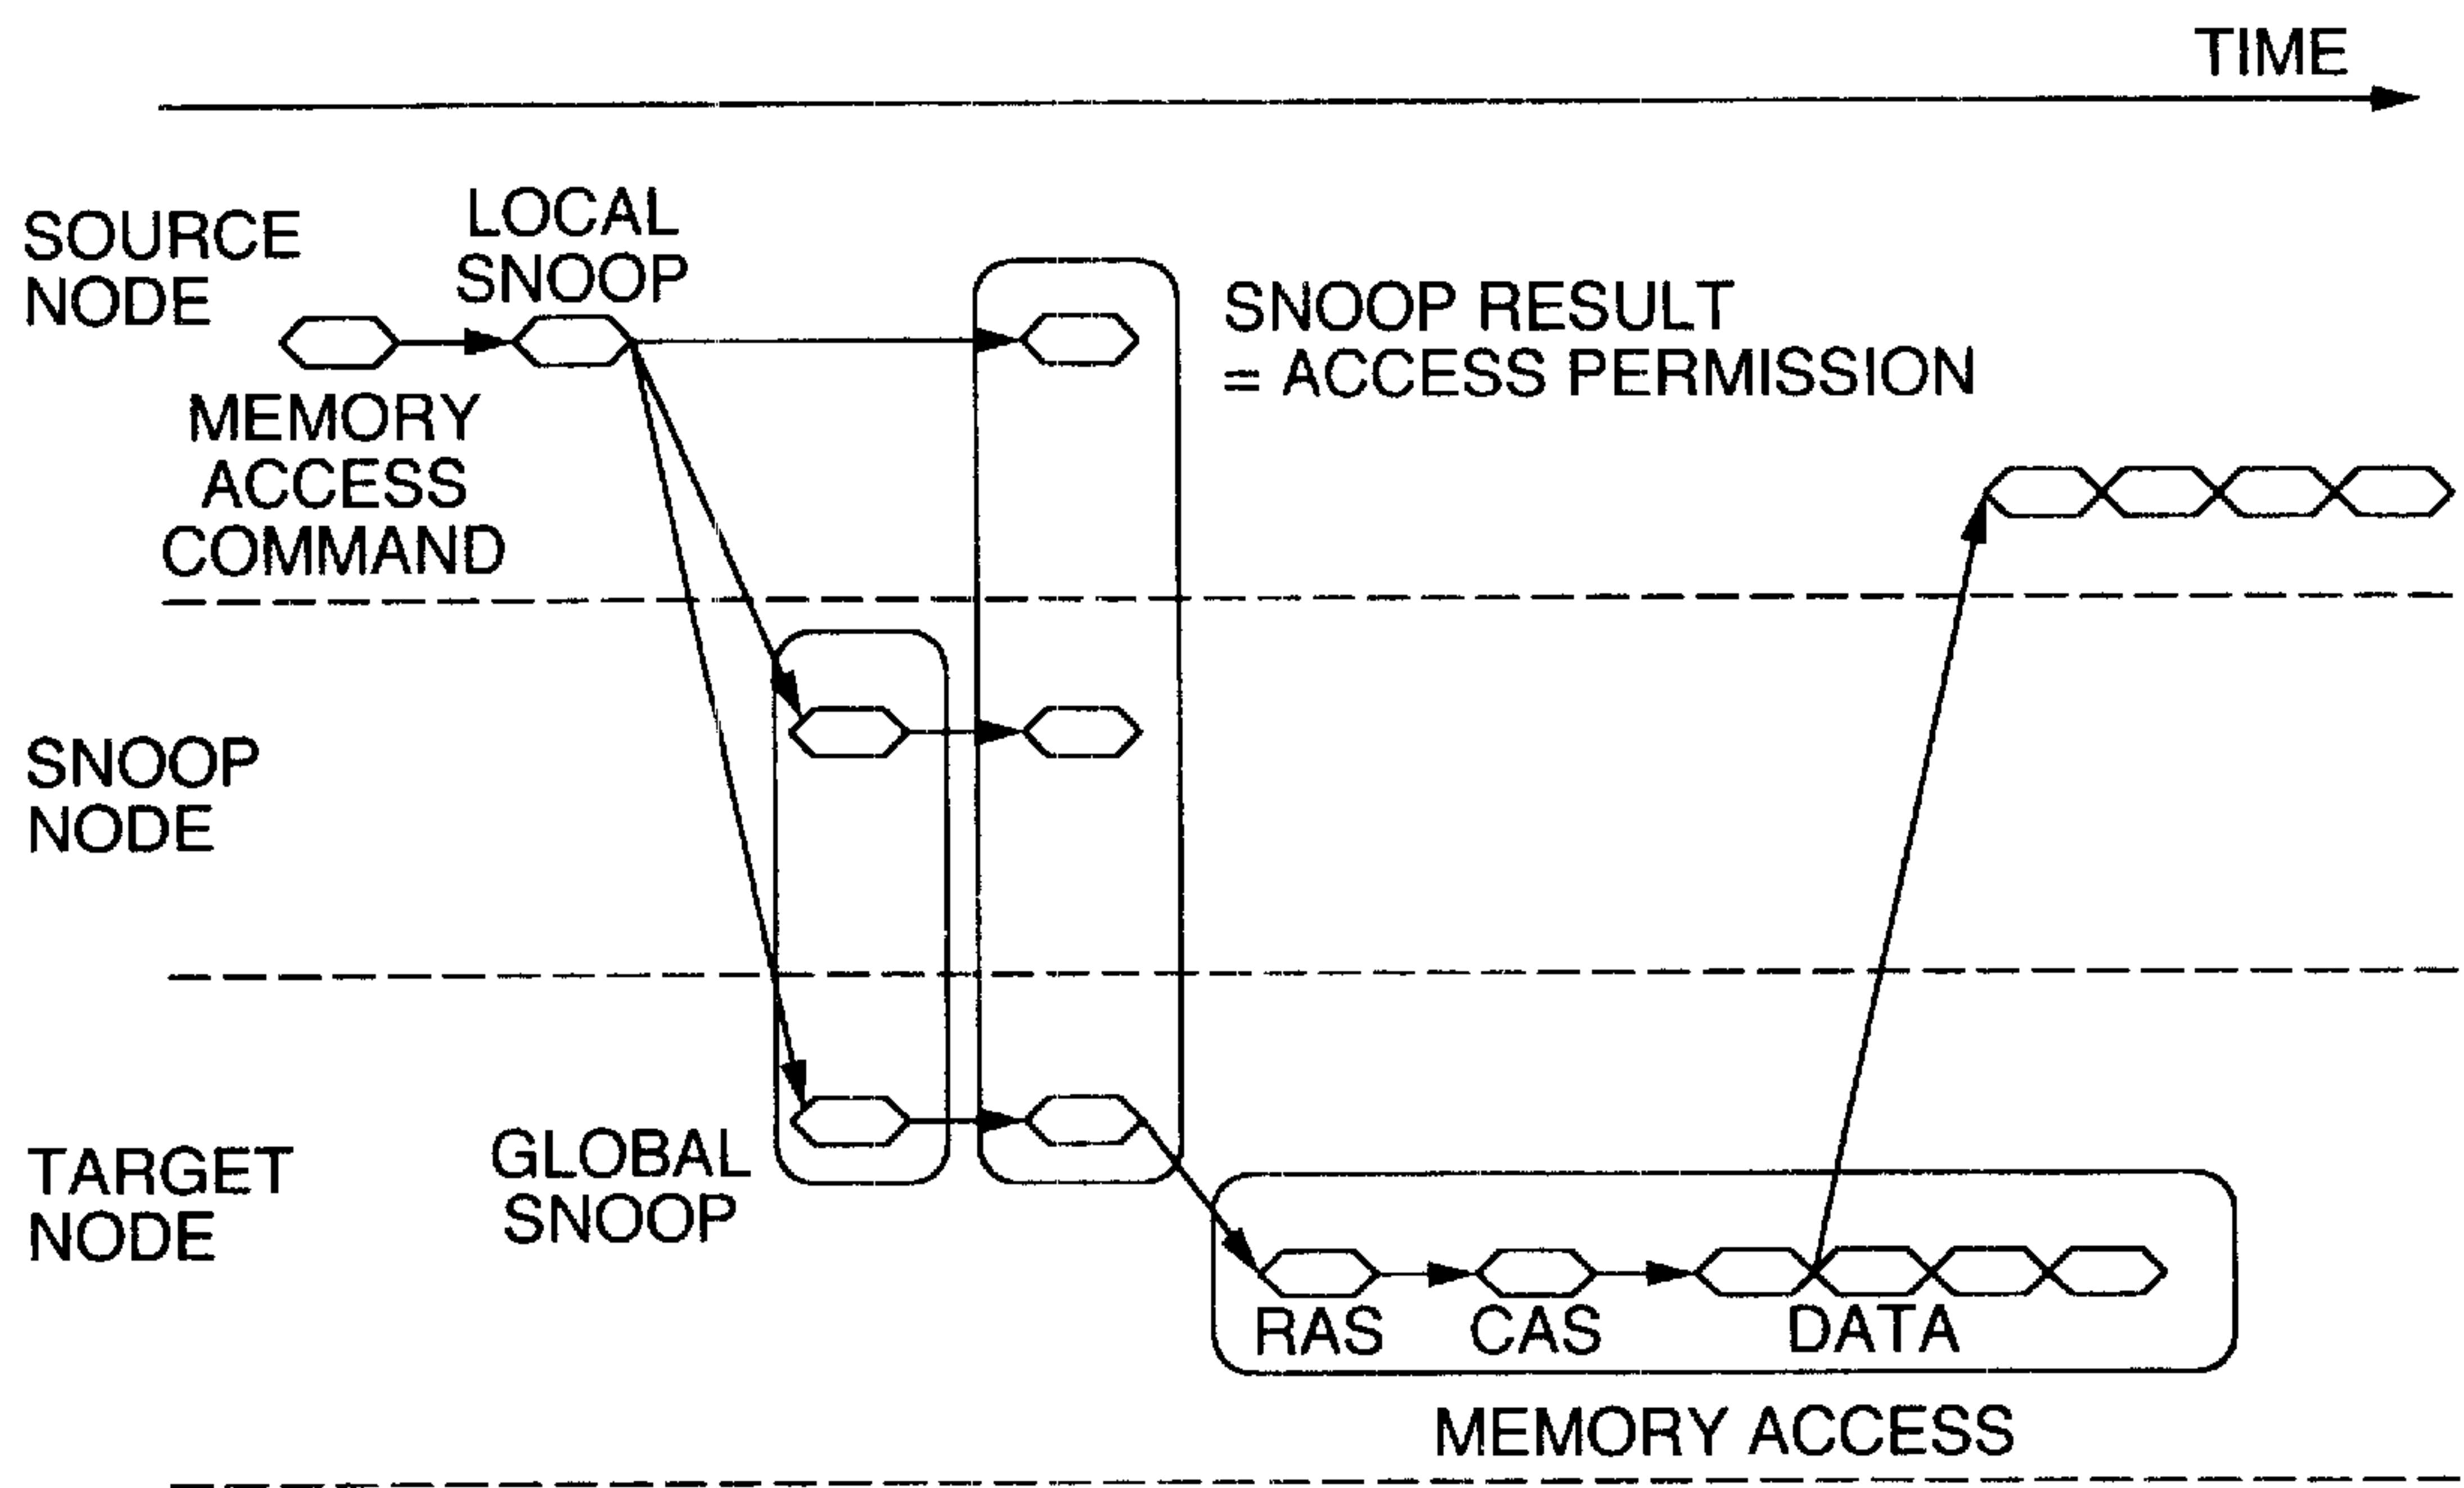 TIME
SOURCE
NODE
LOCAL
SNOOP
MEMORY
ACCESS
COMMAND
SNOOP RESULT
= ACCESS PERMISSION
SNOOP
NODE
TARGET
NODE
GLOBAL
SNOOP
RAS
CAS
DATA
MEMORY ACCESS